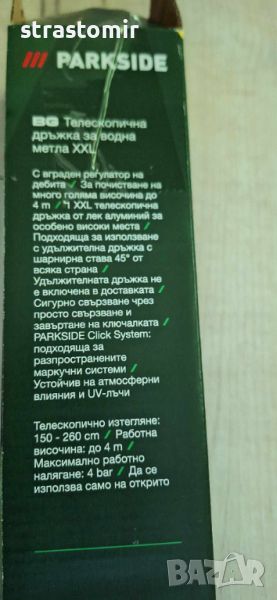 strastomir
/// PARKSIDE
BG Телескопична
дръжка за водна
метла XXL
С вграден регулатор на
дебита / За почистване на
много голяма височина до
4 m / 1 XXL телескопична
дръжка от лек алуминий за
особено високи места /
Подходяща за използване
с удължителна дръжка с
шарнирна става 45° от
всяка страна /
Удължителната дръжка не
е включена в доставката /
Сигурно свързване чрез
просто свързване и
завъртане на ключалката /
PARKSIDE Click System:
подходяща за
разпространените
маркучни системи /
Устойчив на атмосферни
влияния и UV-лъчи
Телескопично изтегляне:
150 - 260 cm / Работна
височина: до 4 m /
Максимално работно
налягане: 4 bar / Да се
използва само на открито
BAZAR